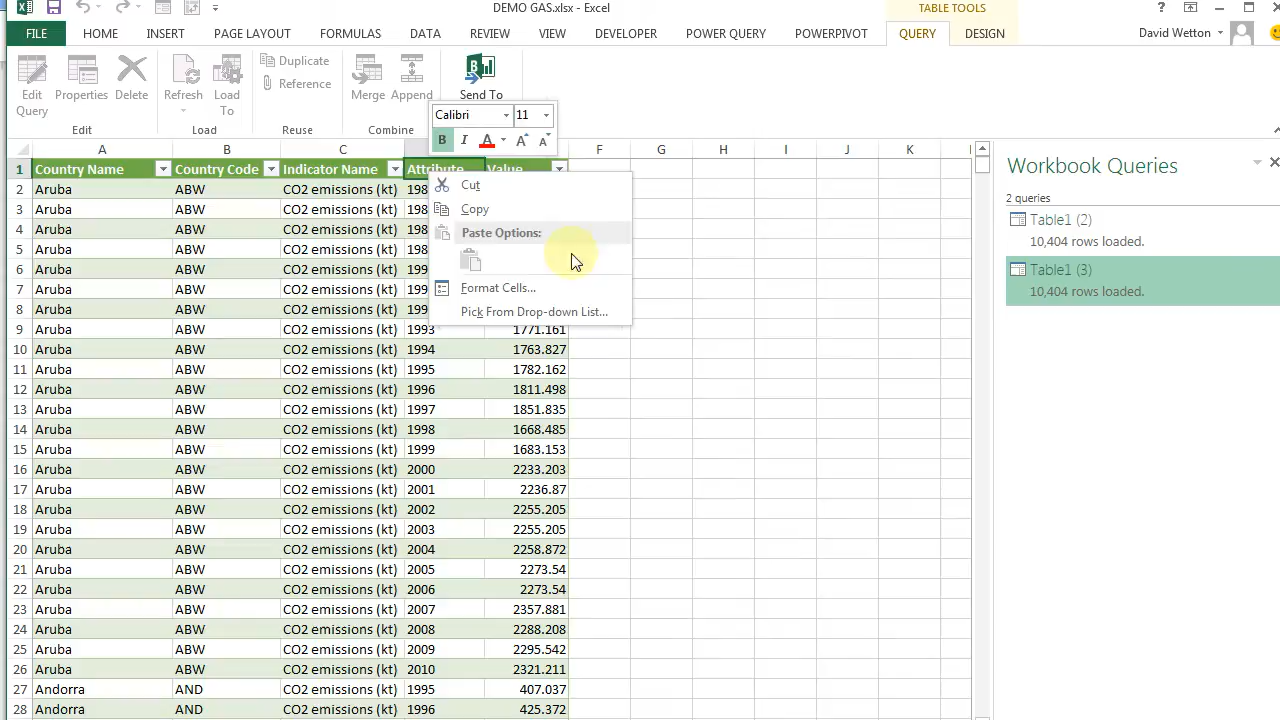 DEMO GAS.xlsx - Excel
TABLE TOOLS
?
FILE HOME INSERT PAGE LAYOUT FORMULAS DATA REVIEW VIEW DEVELOPER POWER QUERY POWERPIVOT QUERY DESIGN David Wetton
Edit Query
Properties
Delete
Refresh
Load To
Duplicate
Reference
Merge
Append
Send To
Edit
Load
Reuse
Combine
Calibri 11
B I A A A
A B C F G H I J K
1 Country Name Country Code Indicator Name Attribute Value
2 Aruba ABW CO2 emissions (kt) 198
3 Aruba ABW CO2 emissions (kt) 198
4 Aruba ABW CO2 emissions (kt) 198
5 Aruba ABW CO2 emissions (kt) 198
6 Aruba ABW CO2 emissions (kt) 199
7 Aruba ABW CO2 emissions (kt) 199
8 Aruba ABW CO2 emissions (kt) 199
9 Aruba ABW CO2 emissions (kt) 1993 1771.161
10 Aruba ABW CO2 emissions (kt) 1994 1763.827
11 Aruba ABW CO2 emissions (kt) 1995 1782.162
12 Aruba ABW CO2 emissions (kt) 1996 1811.498
13 Aruba ABW CO2 emissions (kt) 1997 1851.835
14 Aruba ABW CO2 emissions (kt) 1998 1668.485
15 Aruba ABW CO2 emissions (kt) 1999 1683.153
16 Aruba ABW CO2 emissions (kt) 2000 2233.203
17 Aruba ABW CO2 emissions (kt) 2001 2236.87
18 Aruba ABW CO2 emissions (kt) 2002 2255.205
19 Aruba ABW CO2 emissions (kt) 2003 2255.205
20 Aruba ABW CO2 emissions (kt) 2004 2258.872
21 Aruba ABW CO2 emissions (kt) 2005 2273.54
22 Aruba ABW CO2 emissions (kt) 2006 2273.54
23 Aruba ABW CO2 emissions (kt) 2007 2357.881
24 Aruba ABW CO2 emissions (kt) 2008 2288.208
25 Aruba ABW CO2 emissions (kt) 2009 2295.542
26 Aruba ABW CO2 emissions (kt) 2010 2321.211
27 Andorra AND CO2 emissions (kt) 1995 407.037
28 Andorra AND CO2 emissions (kt) 1996 425.372
Cut
Copy
Paste Options:
Format Cells...
Pick From Drop-down List...
Workbook Queries
2 queries
Table1 (2)
10,404 rows loaded.
Table1 (3)
10,404 rows loaded.